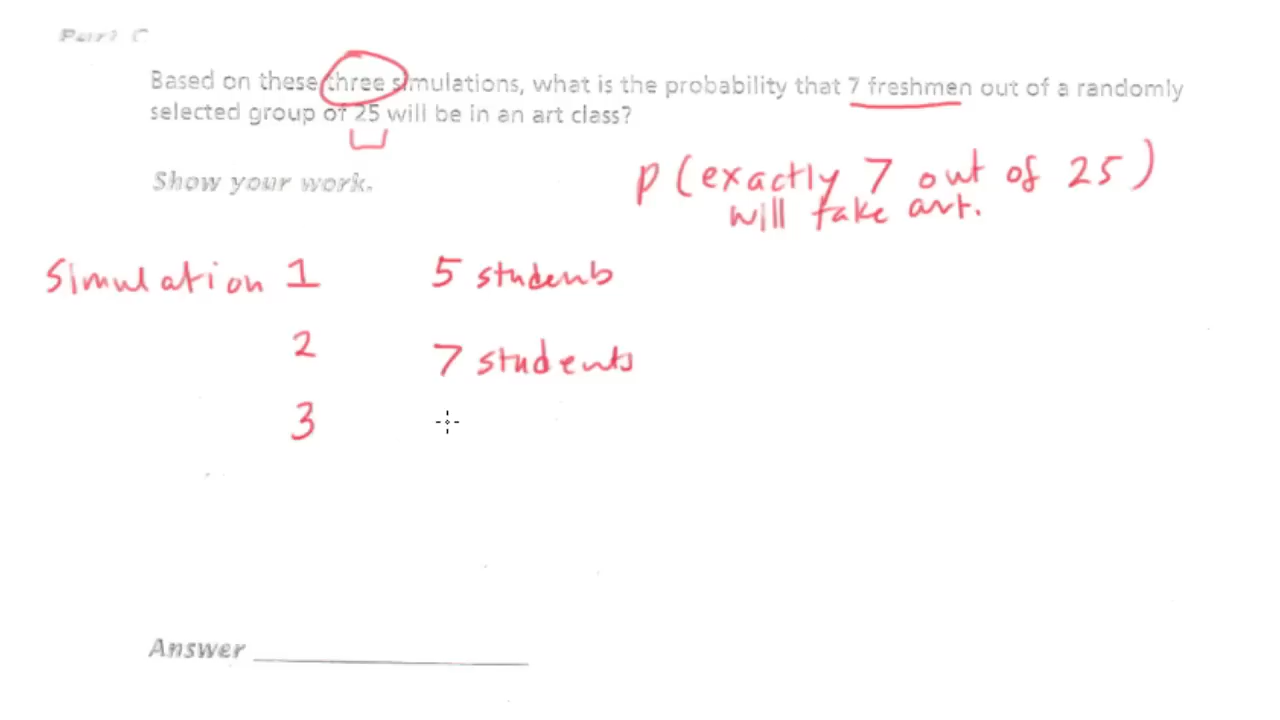 Part C
Based on these three simulations, what is the probability that 7 freshmen out of a randomly
selected group of 25 will be in an art class?
Show your work.
p (exactly 7 out of 25)
will take art.
Simulation 1 5 students
2 7 students
3
Answer